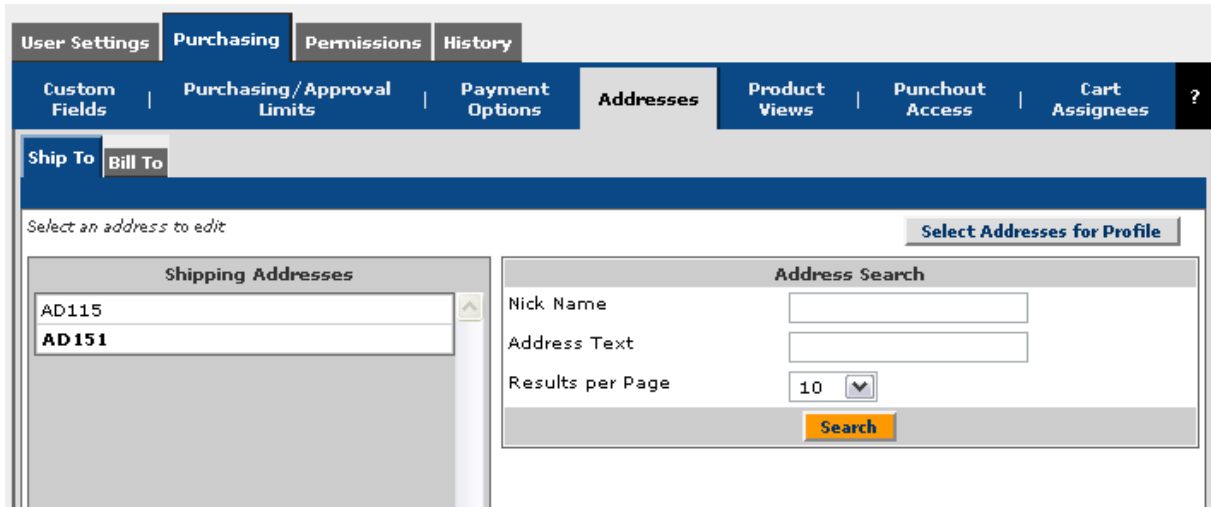 User Settings Purchasing Permissions History
Custom Fields | Purchasing/Approval Limits | Payment Options Addresses Product Views | Punchout Access | Cart Assignees ?
Ship To Bill To
Select an address to edit
Select Addresses for Profile
Shipping Addresses
AD115
AD151
Address Search
Nick Name
Address Text
Results per Page 10
Search